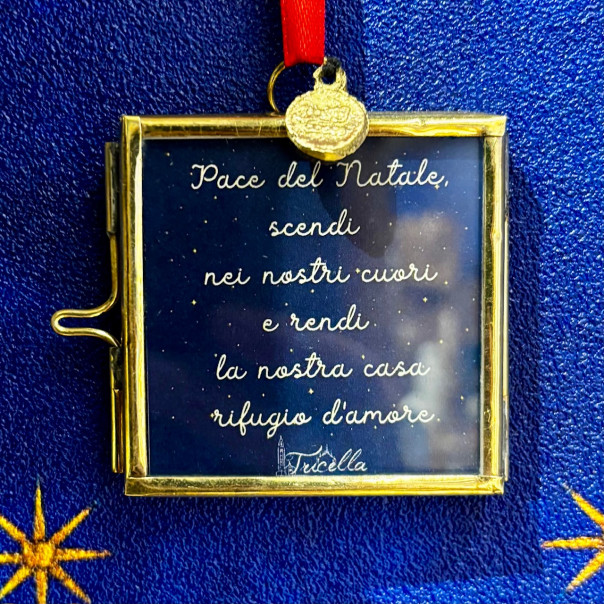 Pace del Natale,
scendi
nei nostri cuori
e rendi
la nostra casa
rifugio d'amore.
Tricella